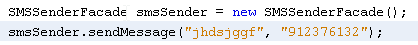 SMSSenderFacade smsSender = new SMSSenderFacade();
smsSender.sendMessage("jhdsjggf", "912376132");